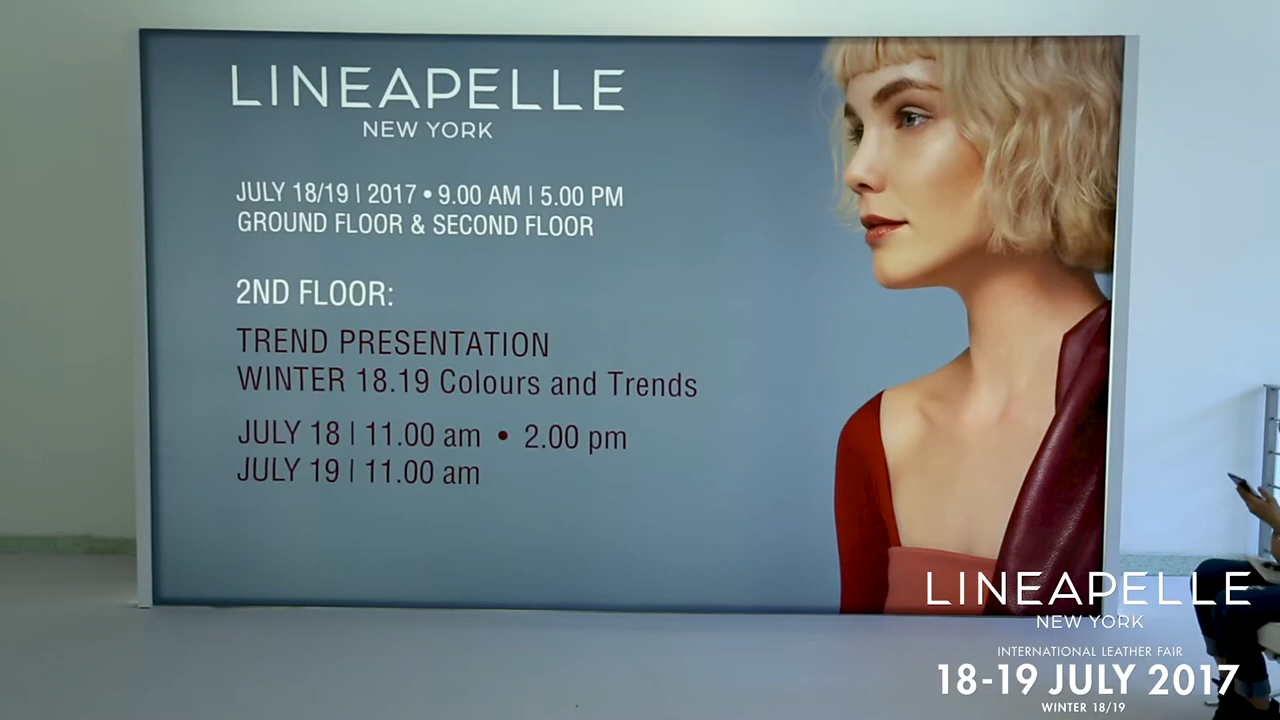 LINEAPELLE
NEW YORK
JULY 18/19 | 2017 • 9.00 AM | 5.00 PM
GROUND FLOOR & SECOND FLOOR
2ND FLOOR:
TREND PRESENTATION
WINTER 18.19 Colours and Trends
JULY 18 | 11.00 am • 2.00 pm
JULY 19 | 11.00 am
LINEAPELLE
NEW YORK
INTERNATIONAL LEATHER FAIR
18-19 JULY 2017
WINTER 18/19